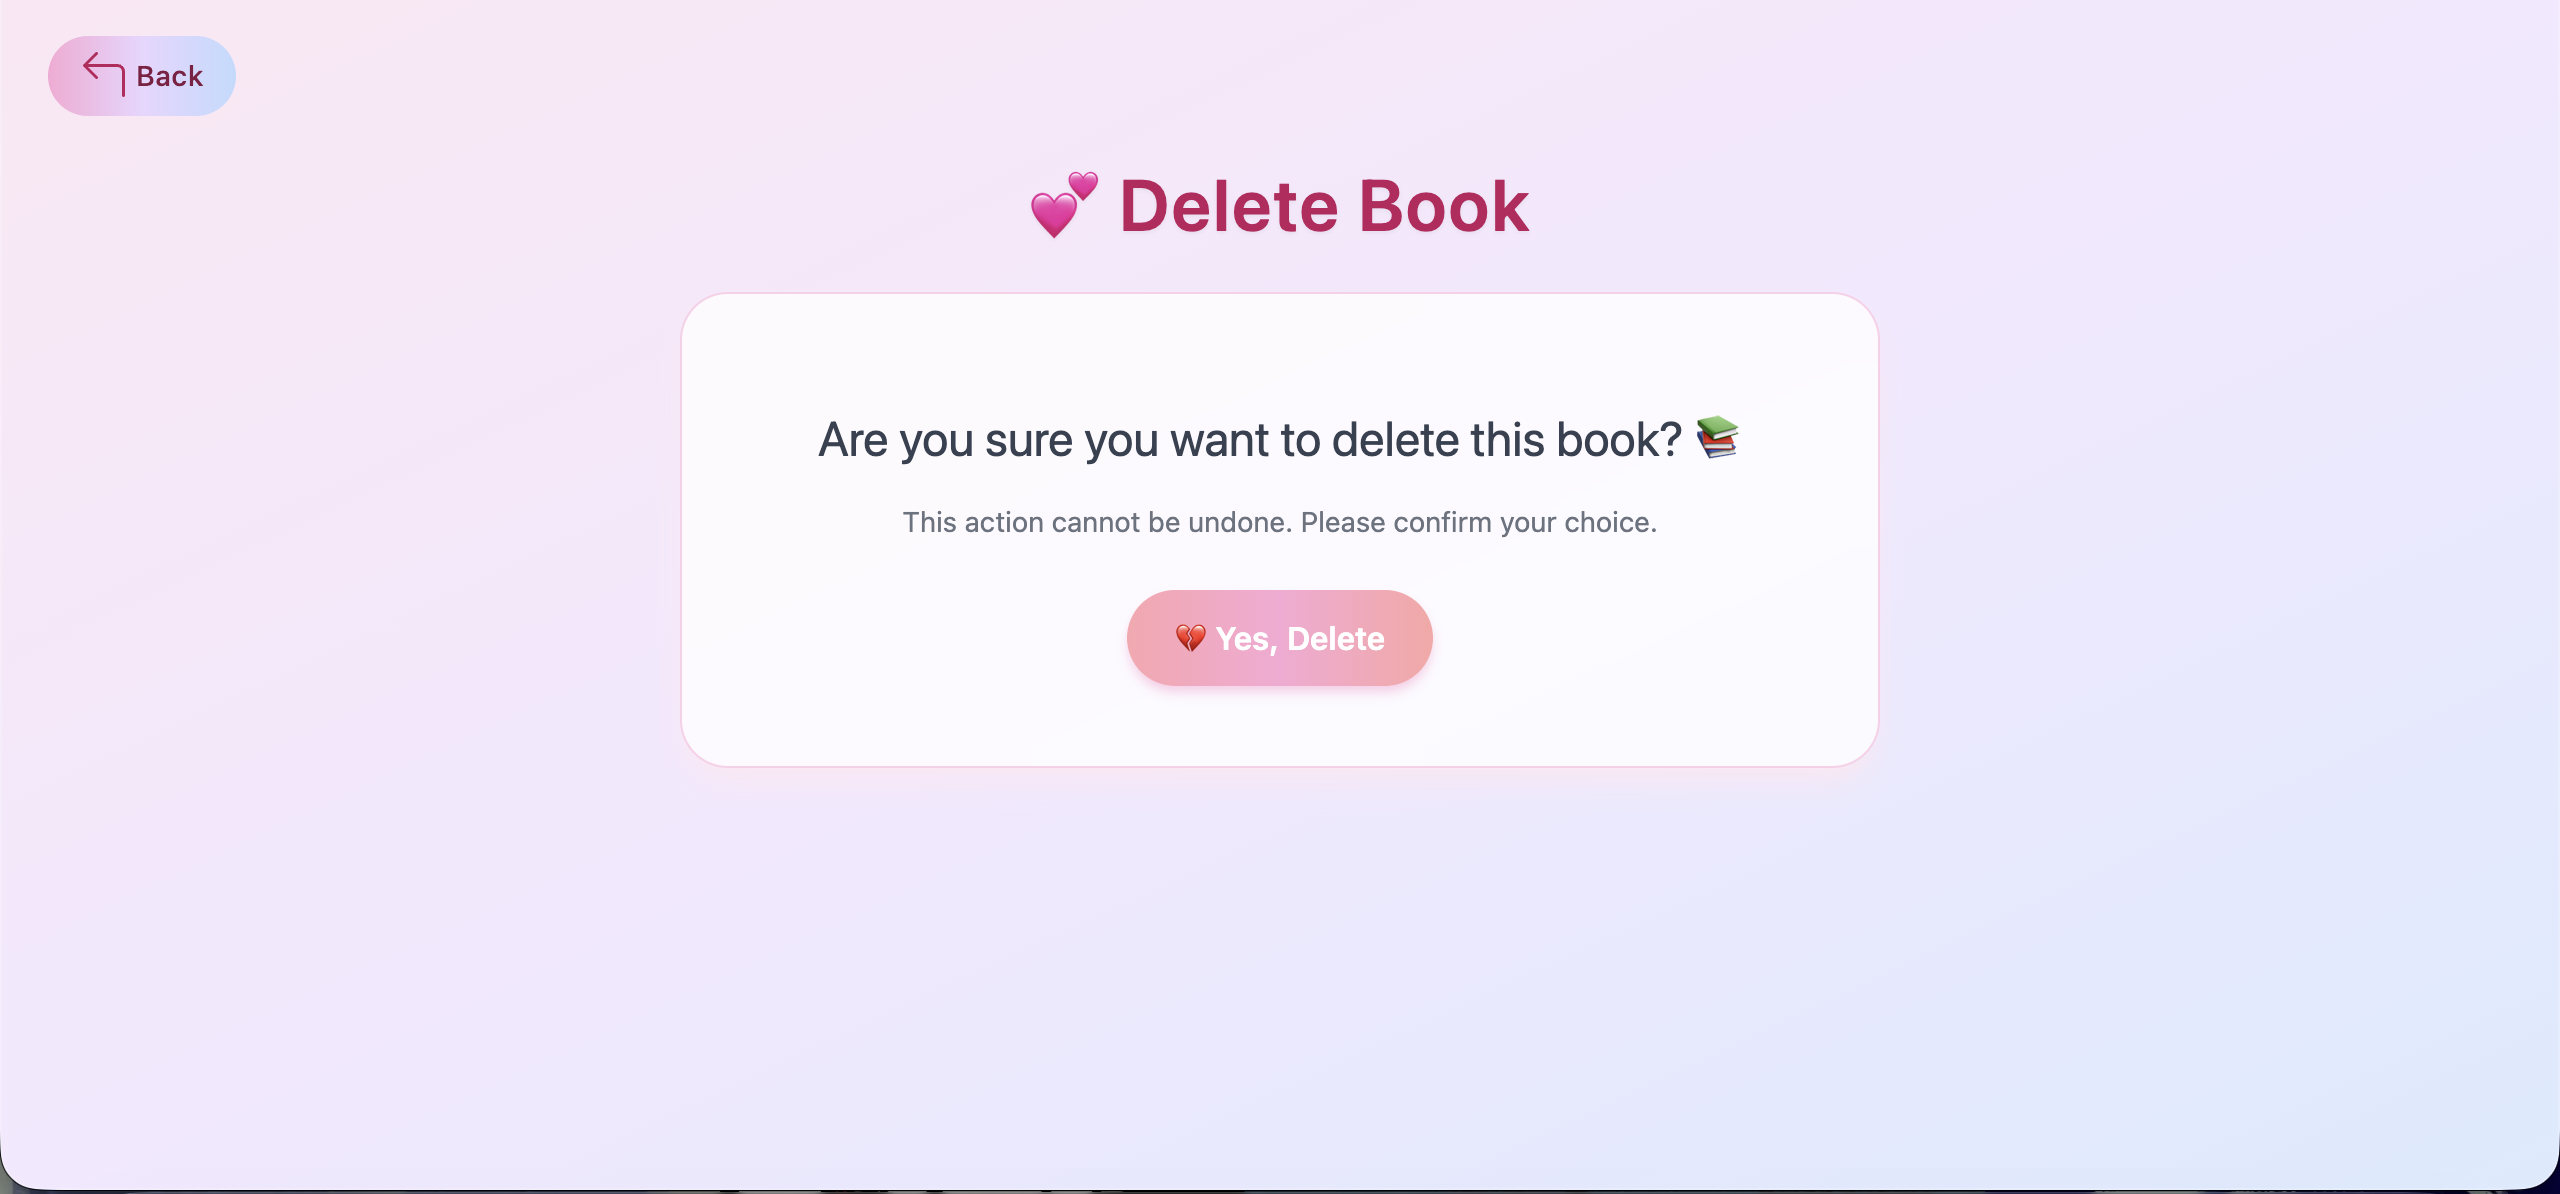 Back
💕 Delete Book
Are you sure you want to delete this book? 📚
This action cannot be undone. Please confirm your choice.
💔 Yes, Delete